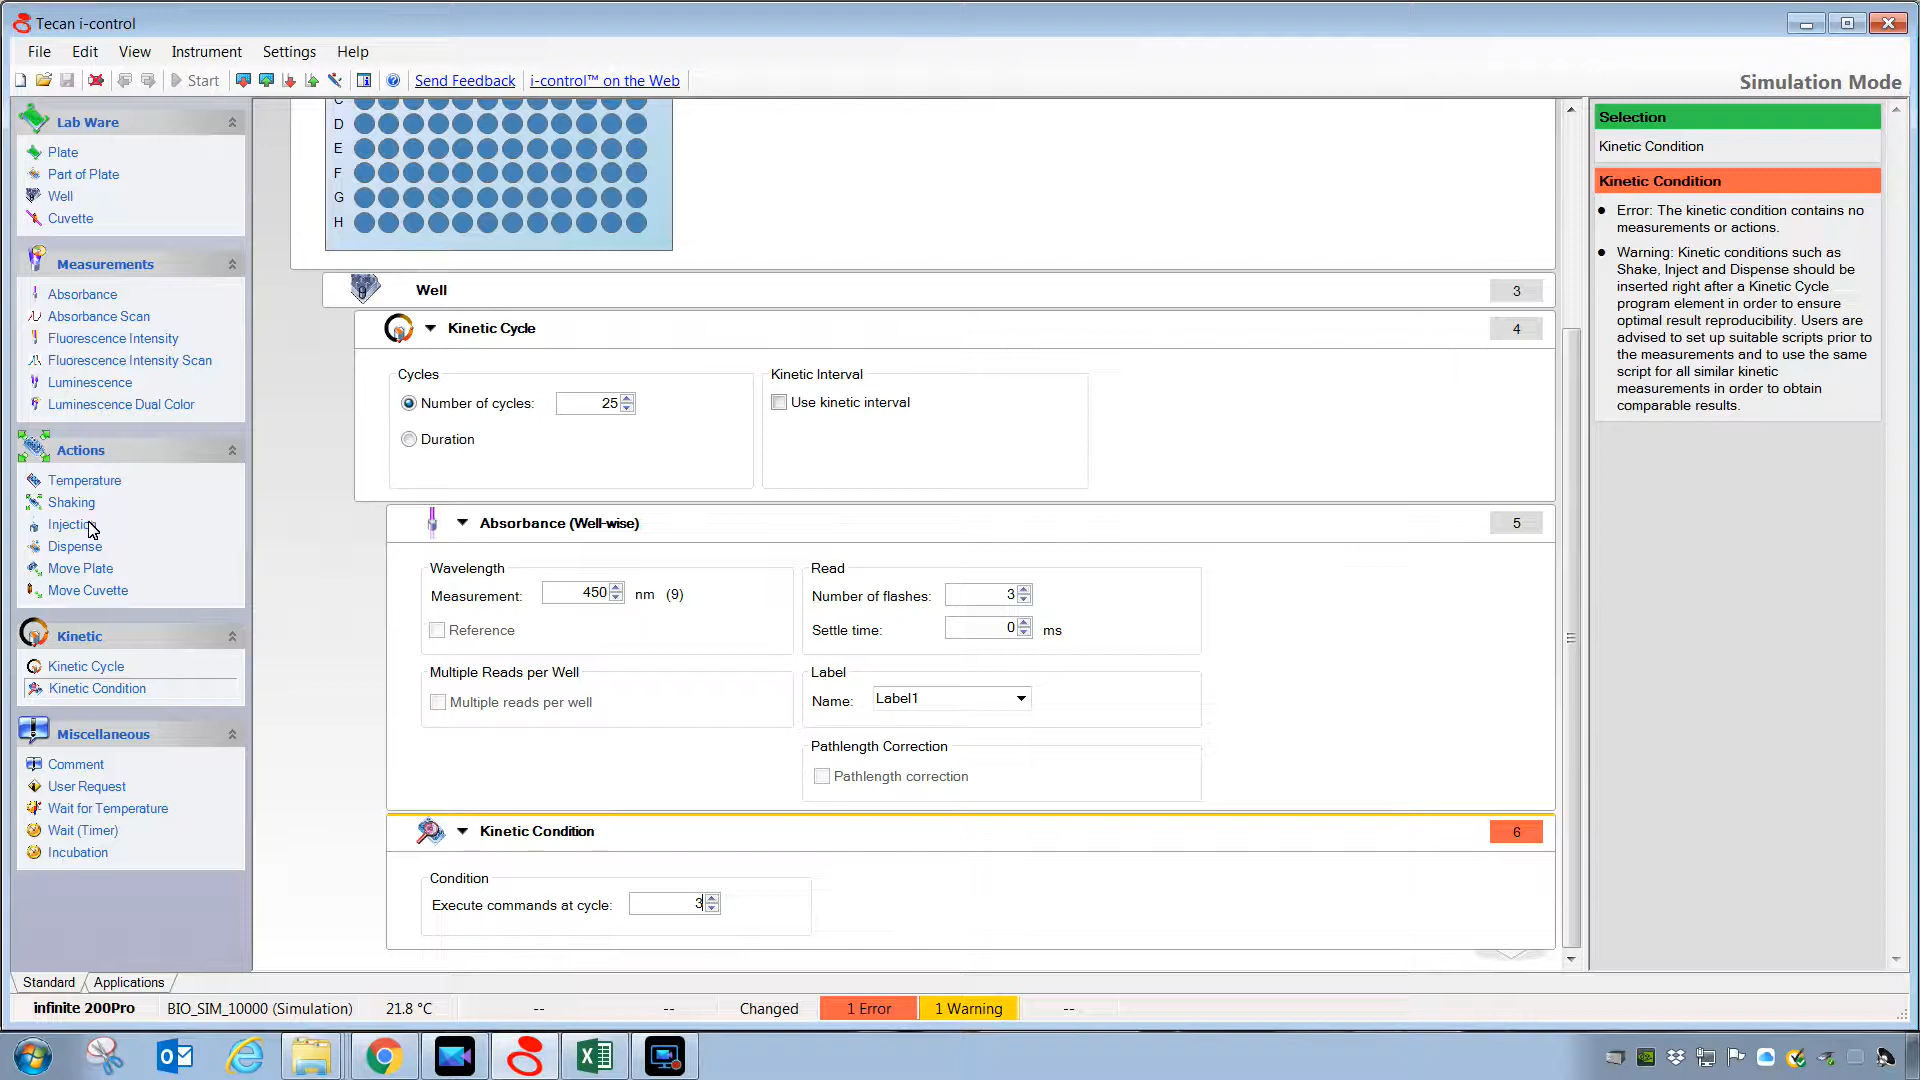 Tecan i-control
File Edit View Instrument Settings Help
Start Send Feedback i-control™ on the Web
Simulation Mode
Lab Ware
Plate
Part of Plate
Well
Cuvette
Measurements
Absorbance
Absorbance Scan
Fluorescence Intensity
Fluorescence Intensity Scan
Luminescence
Luminescence Dual Color
Actions
Temperature
Shaking
Injection
Dispense
Move Plate
Move Cuvette
Kinetic
Kinetic Cycle
Kinetic Condition
Miscellaneous
Comment
User Request
Wait for Temperature
Wait (Timer)
Incubation
Standard Applications
C
D
E
F
G
H
Well 3
Kinetic Cycle 4
Cycles
Number of cycles: 25
Duration
Kinetic Interval
Use kinetic interval
Absorbance (Well-wise) 5
Wavelength
Measurement: 450 nm (9)
Reference
Read
Number of flashes: 3
Settle time: 0 ms
Multiple Reads per Well
Multiple reads per well
Label
Name: Label1
Pathlength Correction
Pathlength correction
Kinetic Condition 6
Condition
Execute commands at cycle: 3
Selection
Kinetic Condition
Kinetic Condition
Error: The kinetic condition contains no
measurements or actions.
Warning: Kinetic conditions such as
Shake, Inject and Dispense should be
inserted right after a Kinetic Cycle
program element in order to ensure
optimal result reproducibility. Users are
advised to set up suitable scripts prior to
the measurements and to use the same
script for all similar kinetic
measurements in order to obtain
comparable results.
infinite 200Pro BIO_SIM_10000 (Simulation) 21.8 °C -- -- Changed 1 Error 1 Warning --